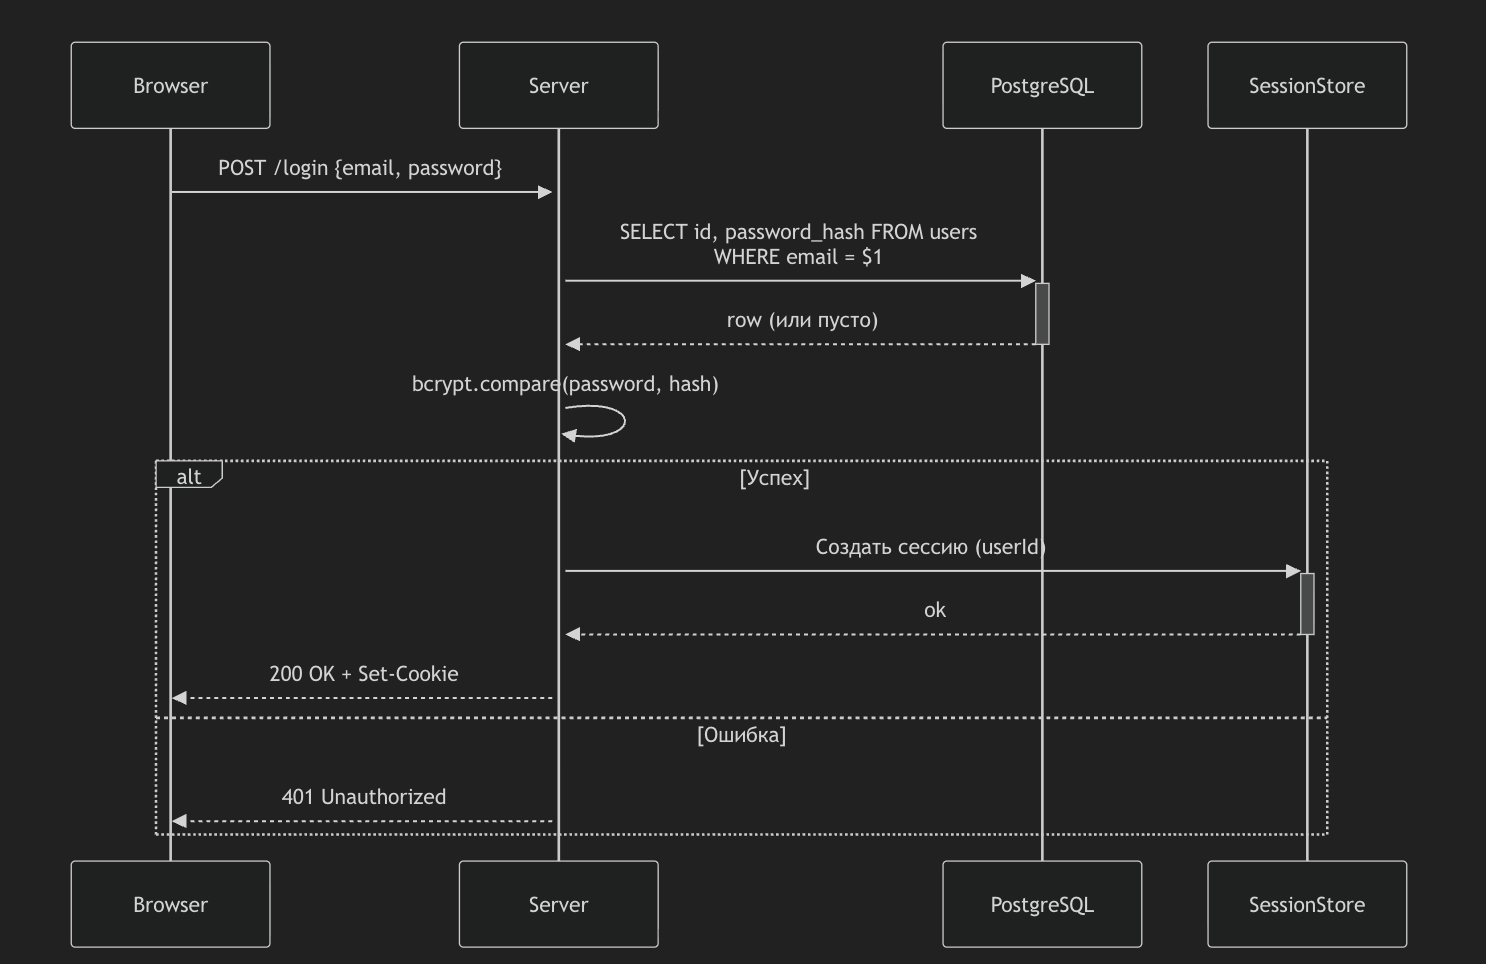 Browser
Server
PostgreSQL
SessionStore
POST /login {email, password}
SELECT id, password_hash FROM users
WHERE email = $1
row (или пусто)
bcrypt.compare(password, hash)
alt
[Успех]
Создать сессию (userId)
ok
200 OK + Set-Cookie
[Ошибка]
401 Unauthorized
Browser
Server
PostgreSQL
SessionStore